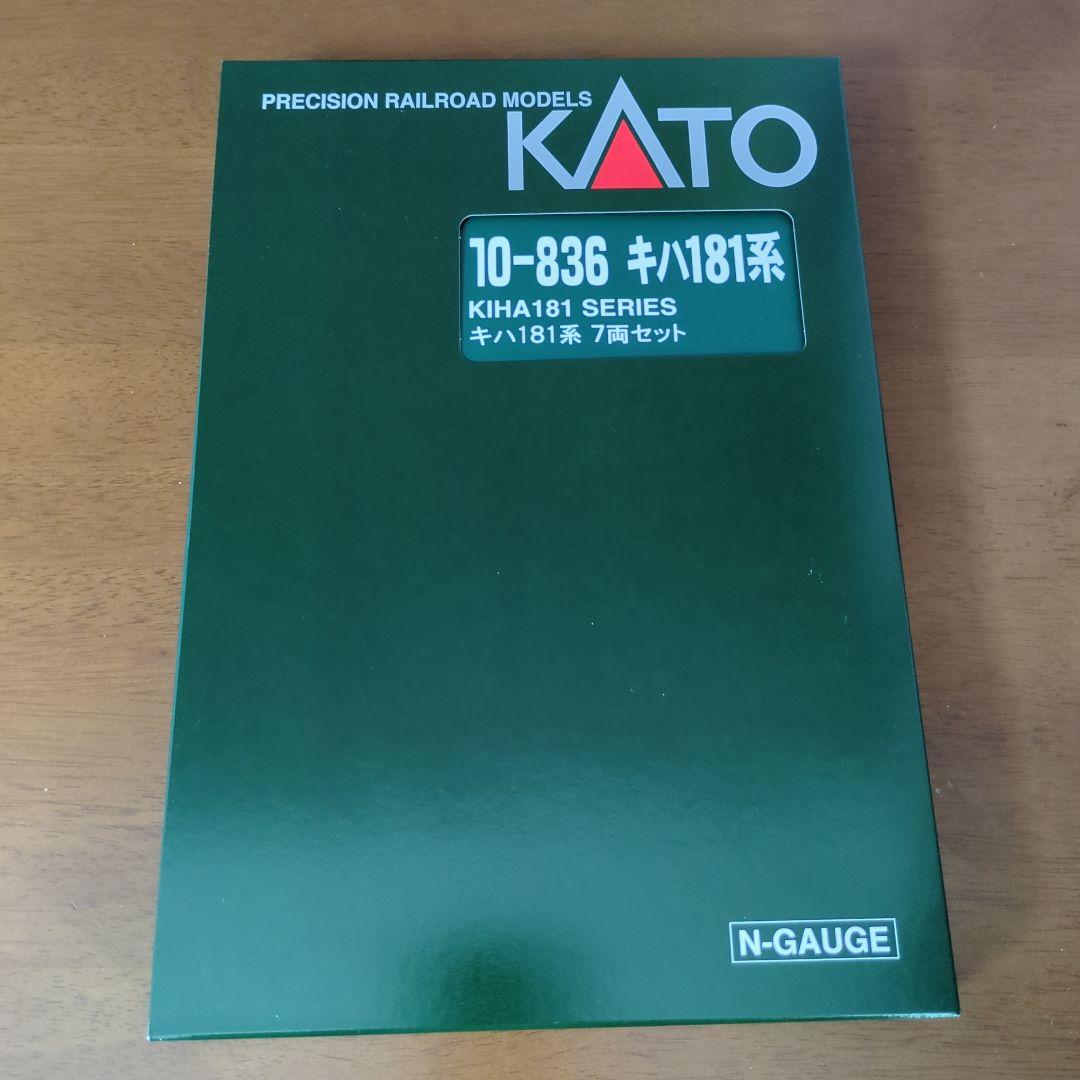 PRECISION RAILROAD MODELS
KATO
10-836 キハ181系
KIHA181 SERIES
キハ181系 7両セット
N-GAUGE